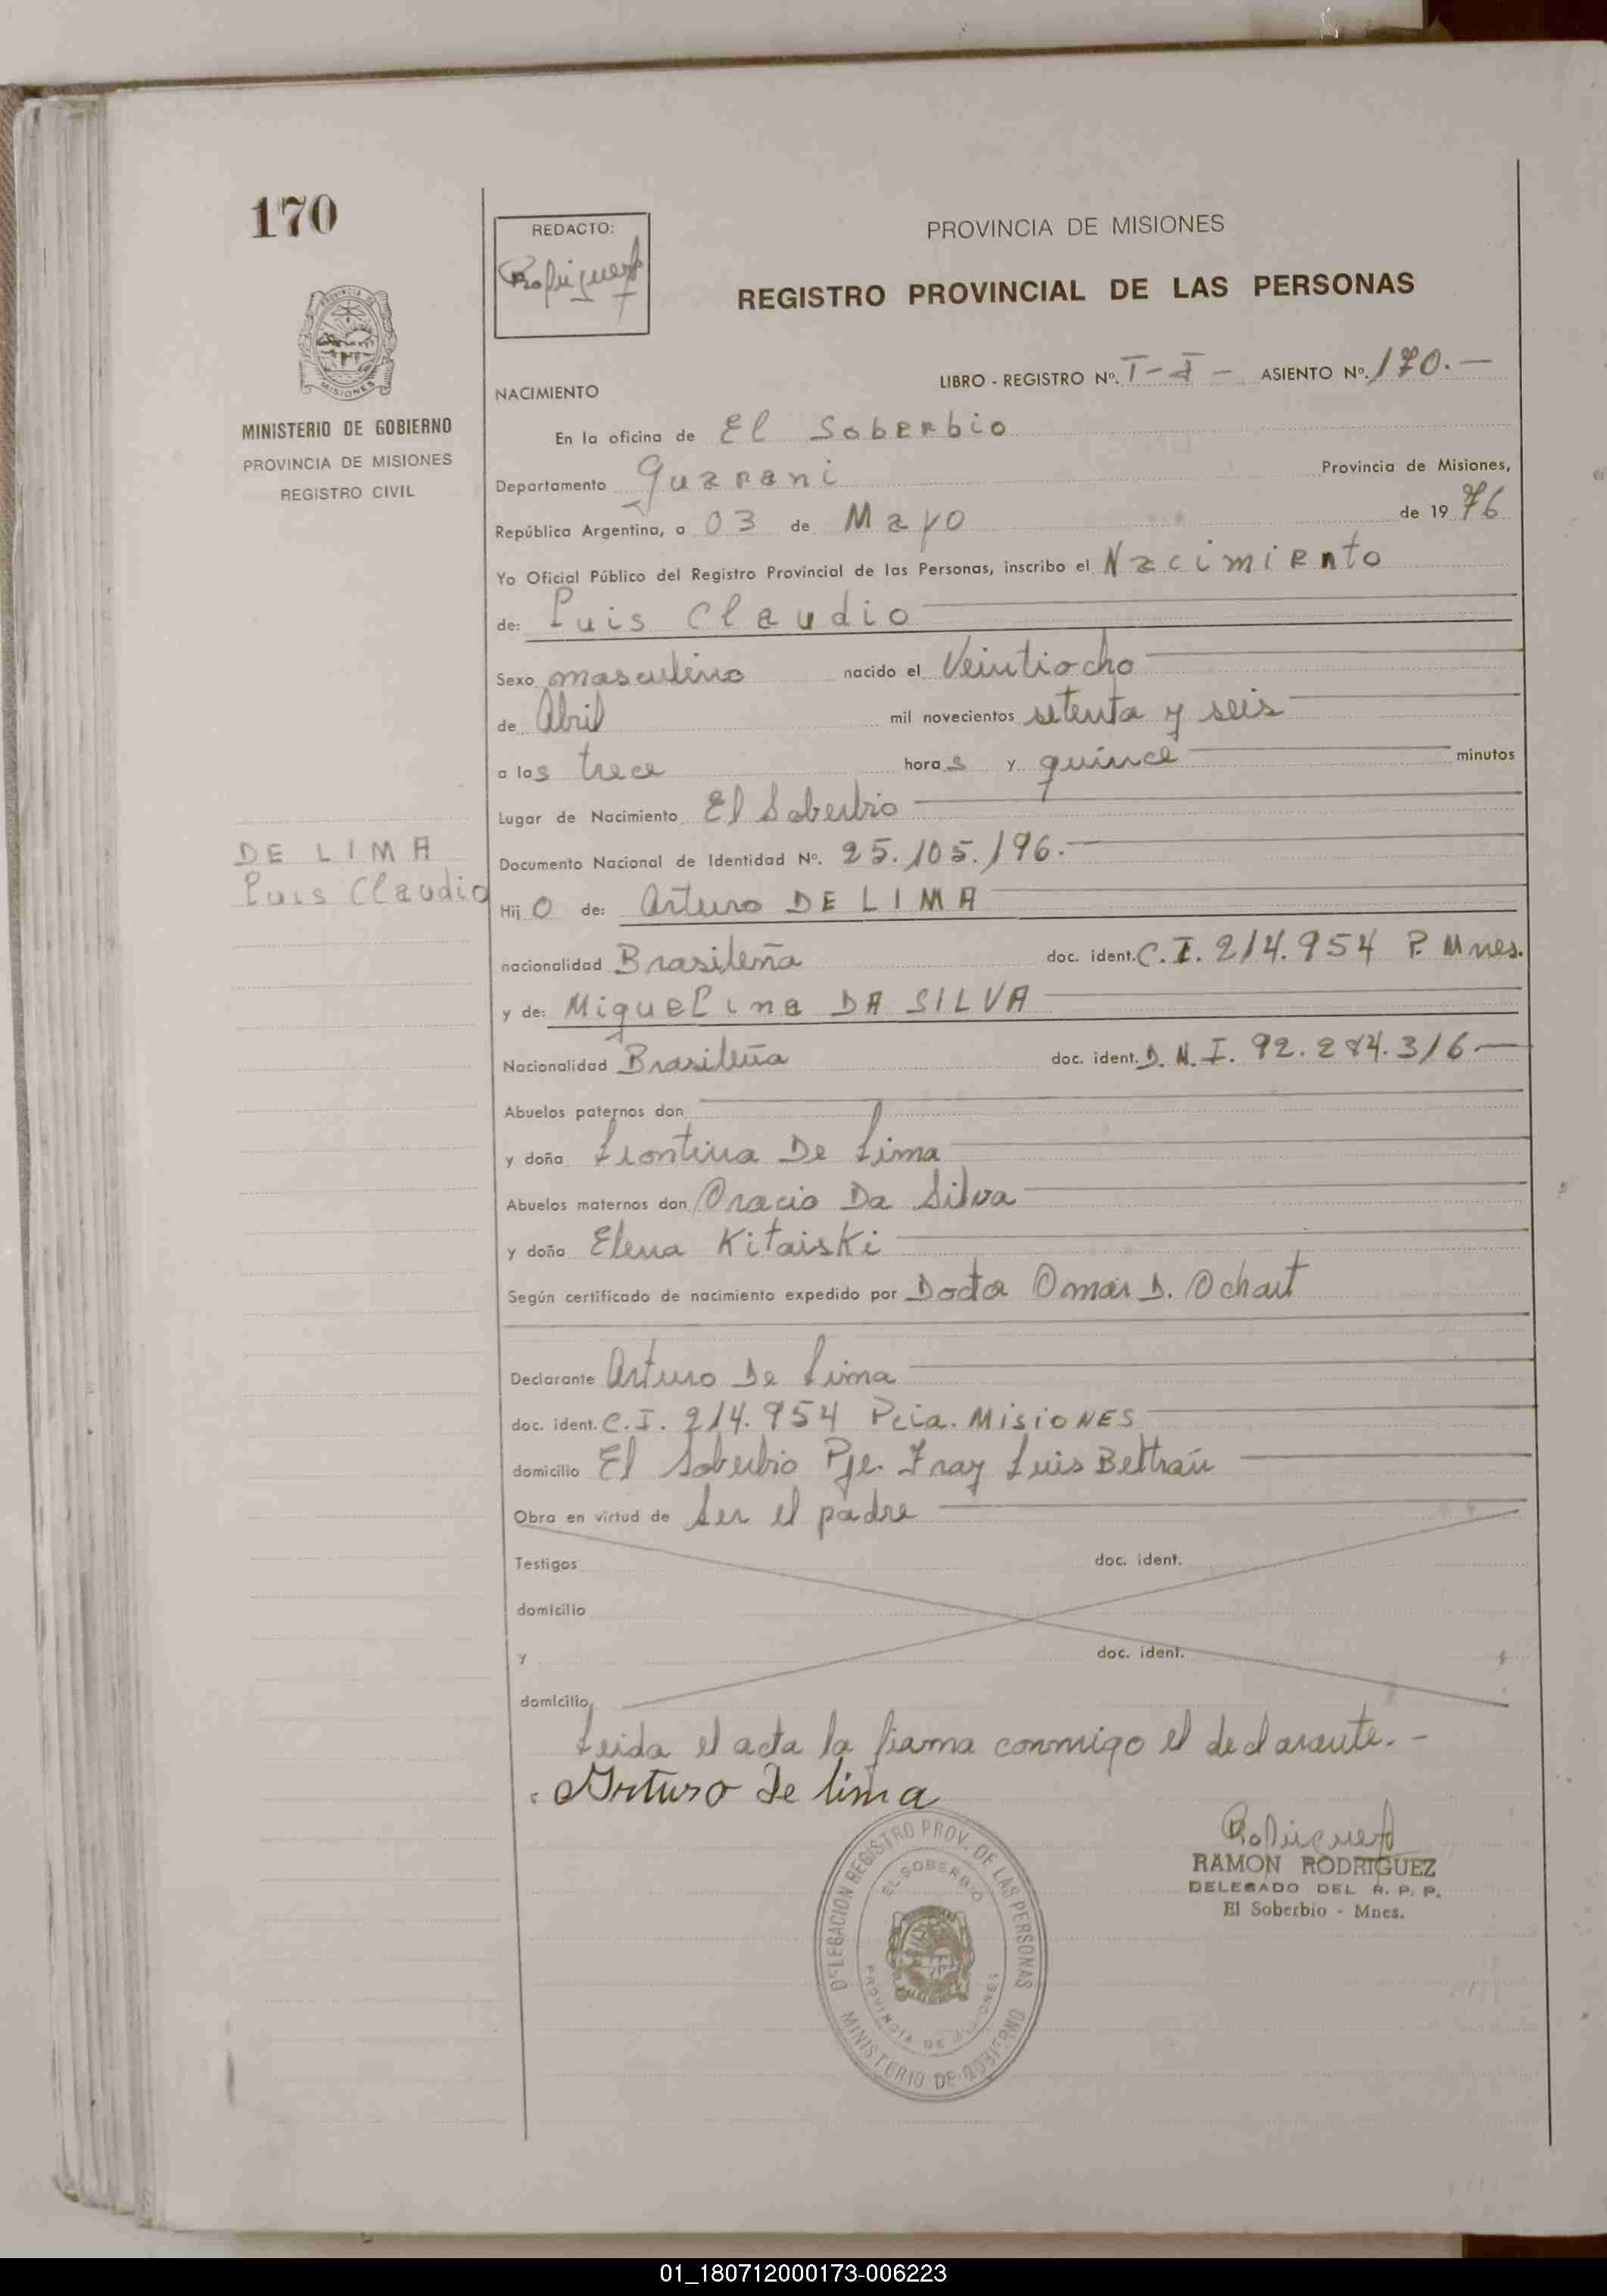 170
REDACTO:
Rodriguez
PROVINCIA DE MISIONES
REGISTRO PROVINCIAL DE LAS PERSONAS
MINISTERIO DE GOBIERNO
PROVINCIA DE MISIONES
REGISTRO CIVIL
NACIMIENTO
LIBRO - REGISTRO Nº. T-I - ASIENTO Nº. 170.-
En la oficina de El Soberbio
Departamento Guarani Provincia de Misiones,
República Argentina, a 03 de Mayo de 1976
Yo Oficial Público del Registro Provincial de las Personas, inscribo el Nacimiento
de: Luis Claudio
Sexo masculino nacido el Veintiocho
de Abril mil novecientos setenta y seis
a las trece horas y quince minutos
Lugar de Nacimiento El Soberbio
Documento Nacional de Identidad Nº. 25.105.196.-
DE LIMA
Luis Claudio
Hijo de: Arturo DE LIMA
nacionalidad Brasileña doc. ident. C.I. 214.954 P. Mnes.
y de: Miguelina DA SILVA
Nacionalidad Brasileña doc. ident. D.N.I. 92.284.316-
Abuelos paternos don
y doña Liontina De Lima
Abuelos maternos don Oracio Da Silva
y doña Elena Kitaiski
Según certificado de nacimiento expedido por Docta Omar D. Ochart
Declarante Arturo De Lima
doc. ident. C.I. 214.954 Pcia. MISIONES
domicilio El Soberbio Pje. Fray Luis Beltrán
Obra en virtud de Ser el padre
Testigos doc. ident.
domicilio
y doc. ident.
domicilio
Leida el acta la firma conmigo el declarante.-
Arturo de lima
Rodriguez
RAMON RODRIGUEZ
DELEGADO DEL R. P. P.
El Soberbio - Mnes.
DELEGACION REGISTRO PROV. DE LAS PERSONAS
EL SOBERBIO
PROVINCIA DE MISIONES
MINISTERIO DE GOBIERNO
01_180712000173-006223